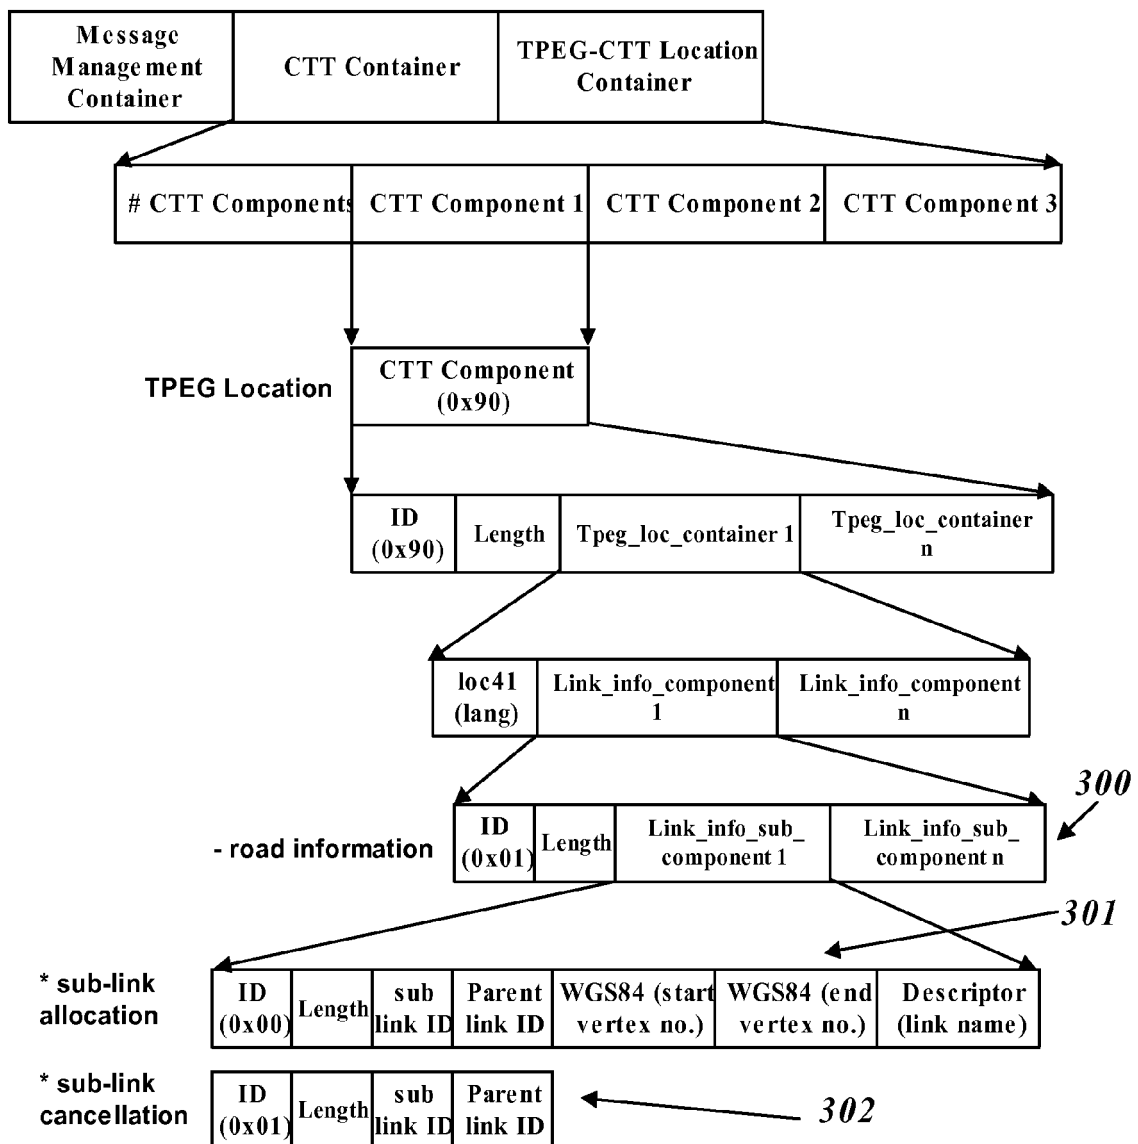 Message
Management
Container
CTT Container
TPEG-CTT Location
Container
# CTT Components
CTT Component 1
CTT Component 2
CTT Component 3
TPEG Location
CTT Component
(0x90)
ID
(0x90)
Length
Tpeg_loc_container 1
Tpeg_loc_container
n
loc41
(lang)
Link_info_component
1
Link_info_component
n
300
- road information
ID
(0x01)
Length
Link_info_sub_
component 1
Link_info_sub_
component n
301
* sub-link
allocation
ID
(0x00)
Length
sub
link ID
Parent
link ID
WGS84 (start
vertex no.)
WGS84 (end
vertex no.)
Descriptor
(link name)
* sub-link
cancellation
ID
(0x01)
Length
sub
link ID
Parent
link ID
302